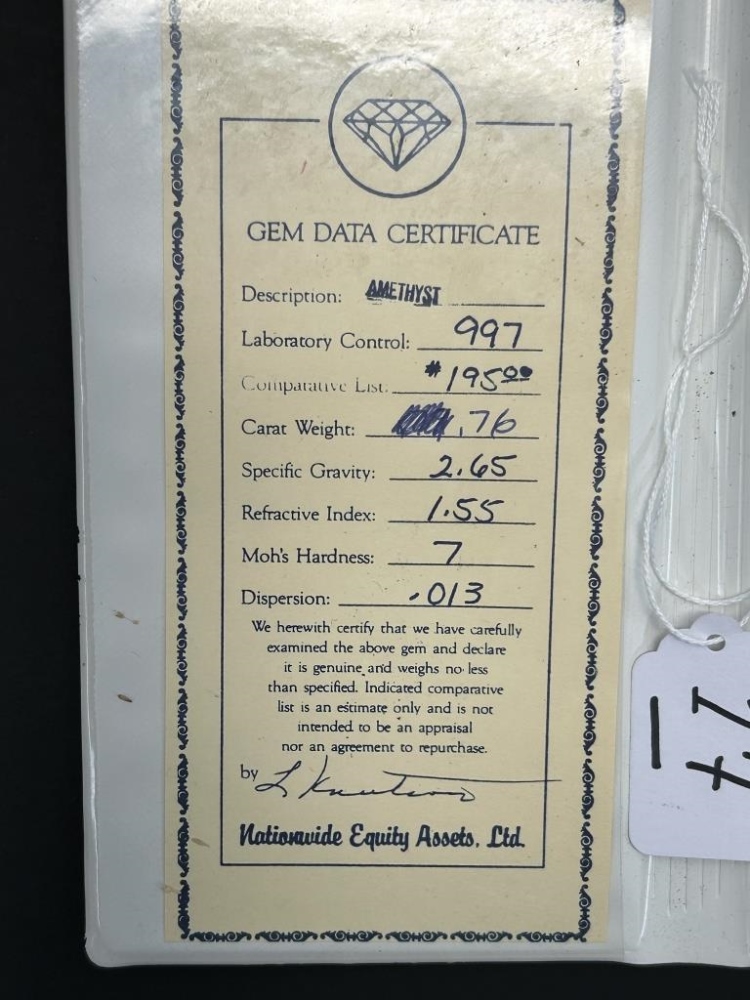 GEM DATA CERTIFICATE
Description: AMETHYST
Laboratory Control: 997
Comparative List: #195.00
Carat Weight: .76
Specific Gravity: 2.65
Refractive Index: 1.55
Moh's Hardness: 7
Dispersion: .013
We herewith certify that we have carefully
examined the above gem and declare
it is genuine and weighs no less
than specified. Indicated comparative
list is an estimate only and is not
intended to be an appraisal
nor an agreement to repurchase.
by L Knutson
Nationwide Equity Assets, Ltd.